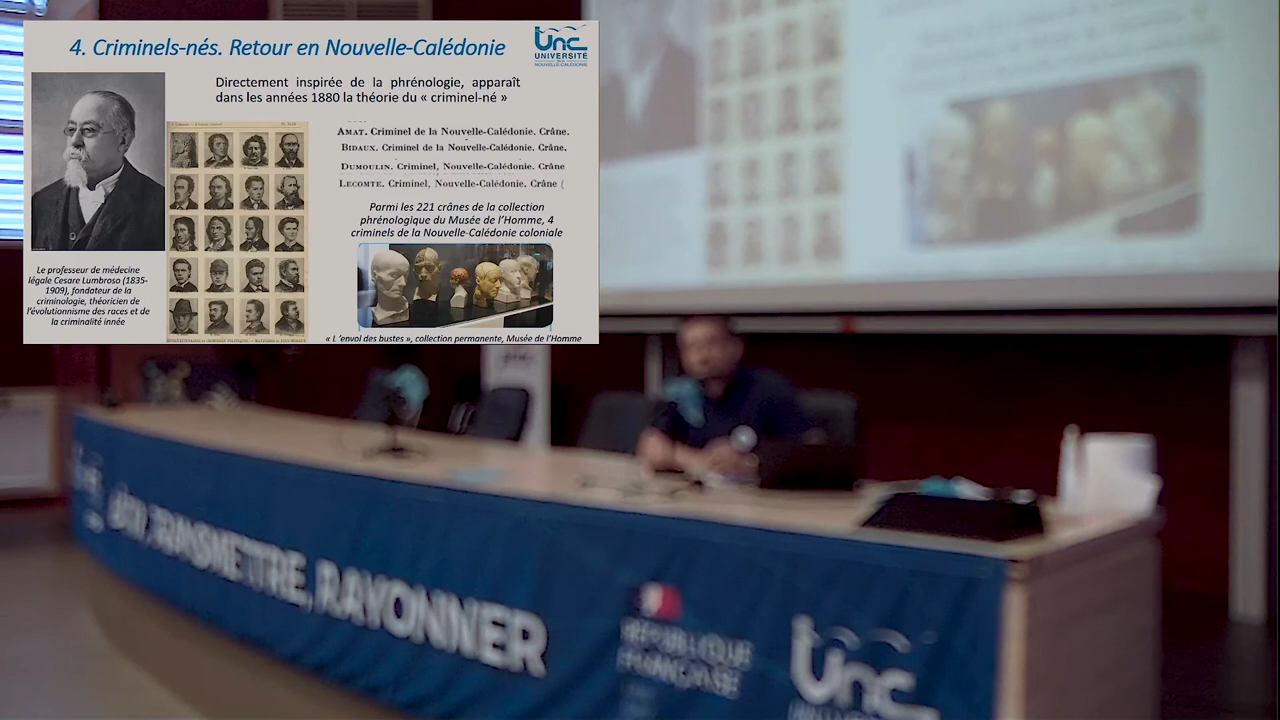 4. Criminels-nés. Retour en Nouvelle-Calédonie
Unc
UNIVERSITÉ
NOUVELLE-CALÉDONIE
Directement inspirée de la phrénologie, apparaît
dans les années 1880 la théorie du « criminel-né »
AMAT. Criminel de la Nouvelle-Calédonie. Crâne.
BIDAUX. Criminel de la Nouvelle-Calédonie. Crâne.
DUMOULIN. Criminel, Nouvelle-Calédonie. Crâne
LECOMTE. Criminel, Nouvelle-Calédonie. Crâne (
Parmi les 221 crânes de la collection
phrénologique du Musée de l'Homme, 4
criminels de la Nouvelle-Calédonie coloniale
Le professeur de médecine
légale Cesare Lumbroso (1835-
1909), fondateur de la
criminologie, théoricien de
l'évolutionnisme des races et de
la criminalité innée
« L 'envol des bustes », collection permanente, Musée de l'Homme
TRANSMETTRE, RAYONNER
RÉPUBLIQUE
FRANÇAISE
Unc